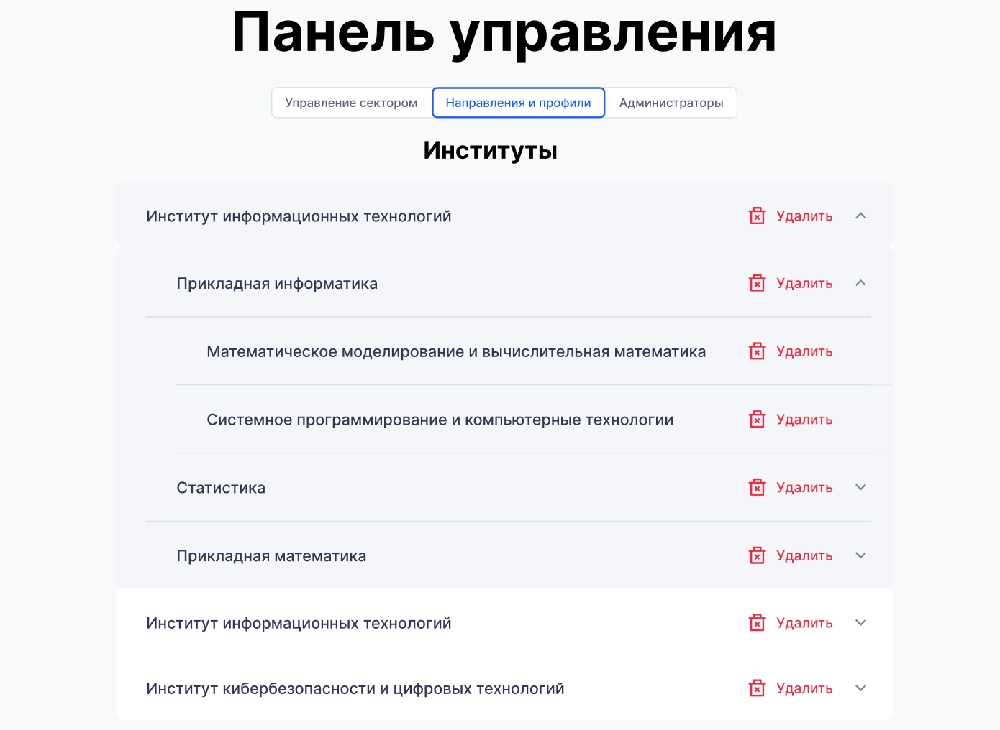 Панель управления
Управление сектором Направления и профили Администраторы
Институты
Институт информационных технологий Удалить
Прикладная информатика Удалить
Математическое моделирование и вычислительная математика Удалить
Системное программирование и компьютерные технологии Удалить
Статистика Удалить
Прикладная математика Удалить
Институт информационных технологий Удалить
Институт кибербезопасности и цифровых технологий Удалить